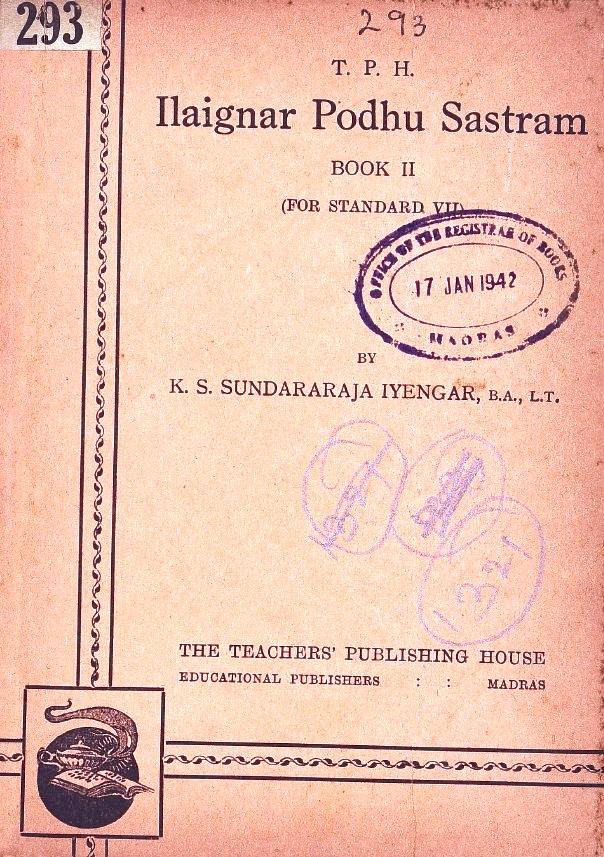 293
293
T. P. H.
Ilaignar Podhu Sastram
BOOK II
(FOR STANDARD VII)
OFFICE OF THE REGISTRAR OF BOOKS
17 JAN 1942
MADRAS
BY
K. S. SUNDARARAJA IYENGAR, B.A., L.T.
1321
THE TEACHERS' PUBLISHING HOUSE
EDUCATIONAL PUBLISHERS : : MADRAS